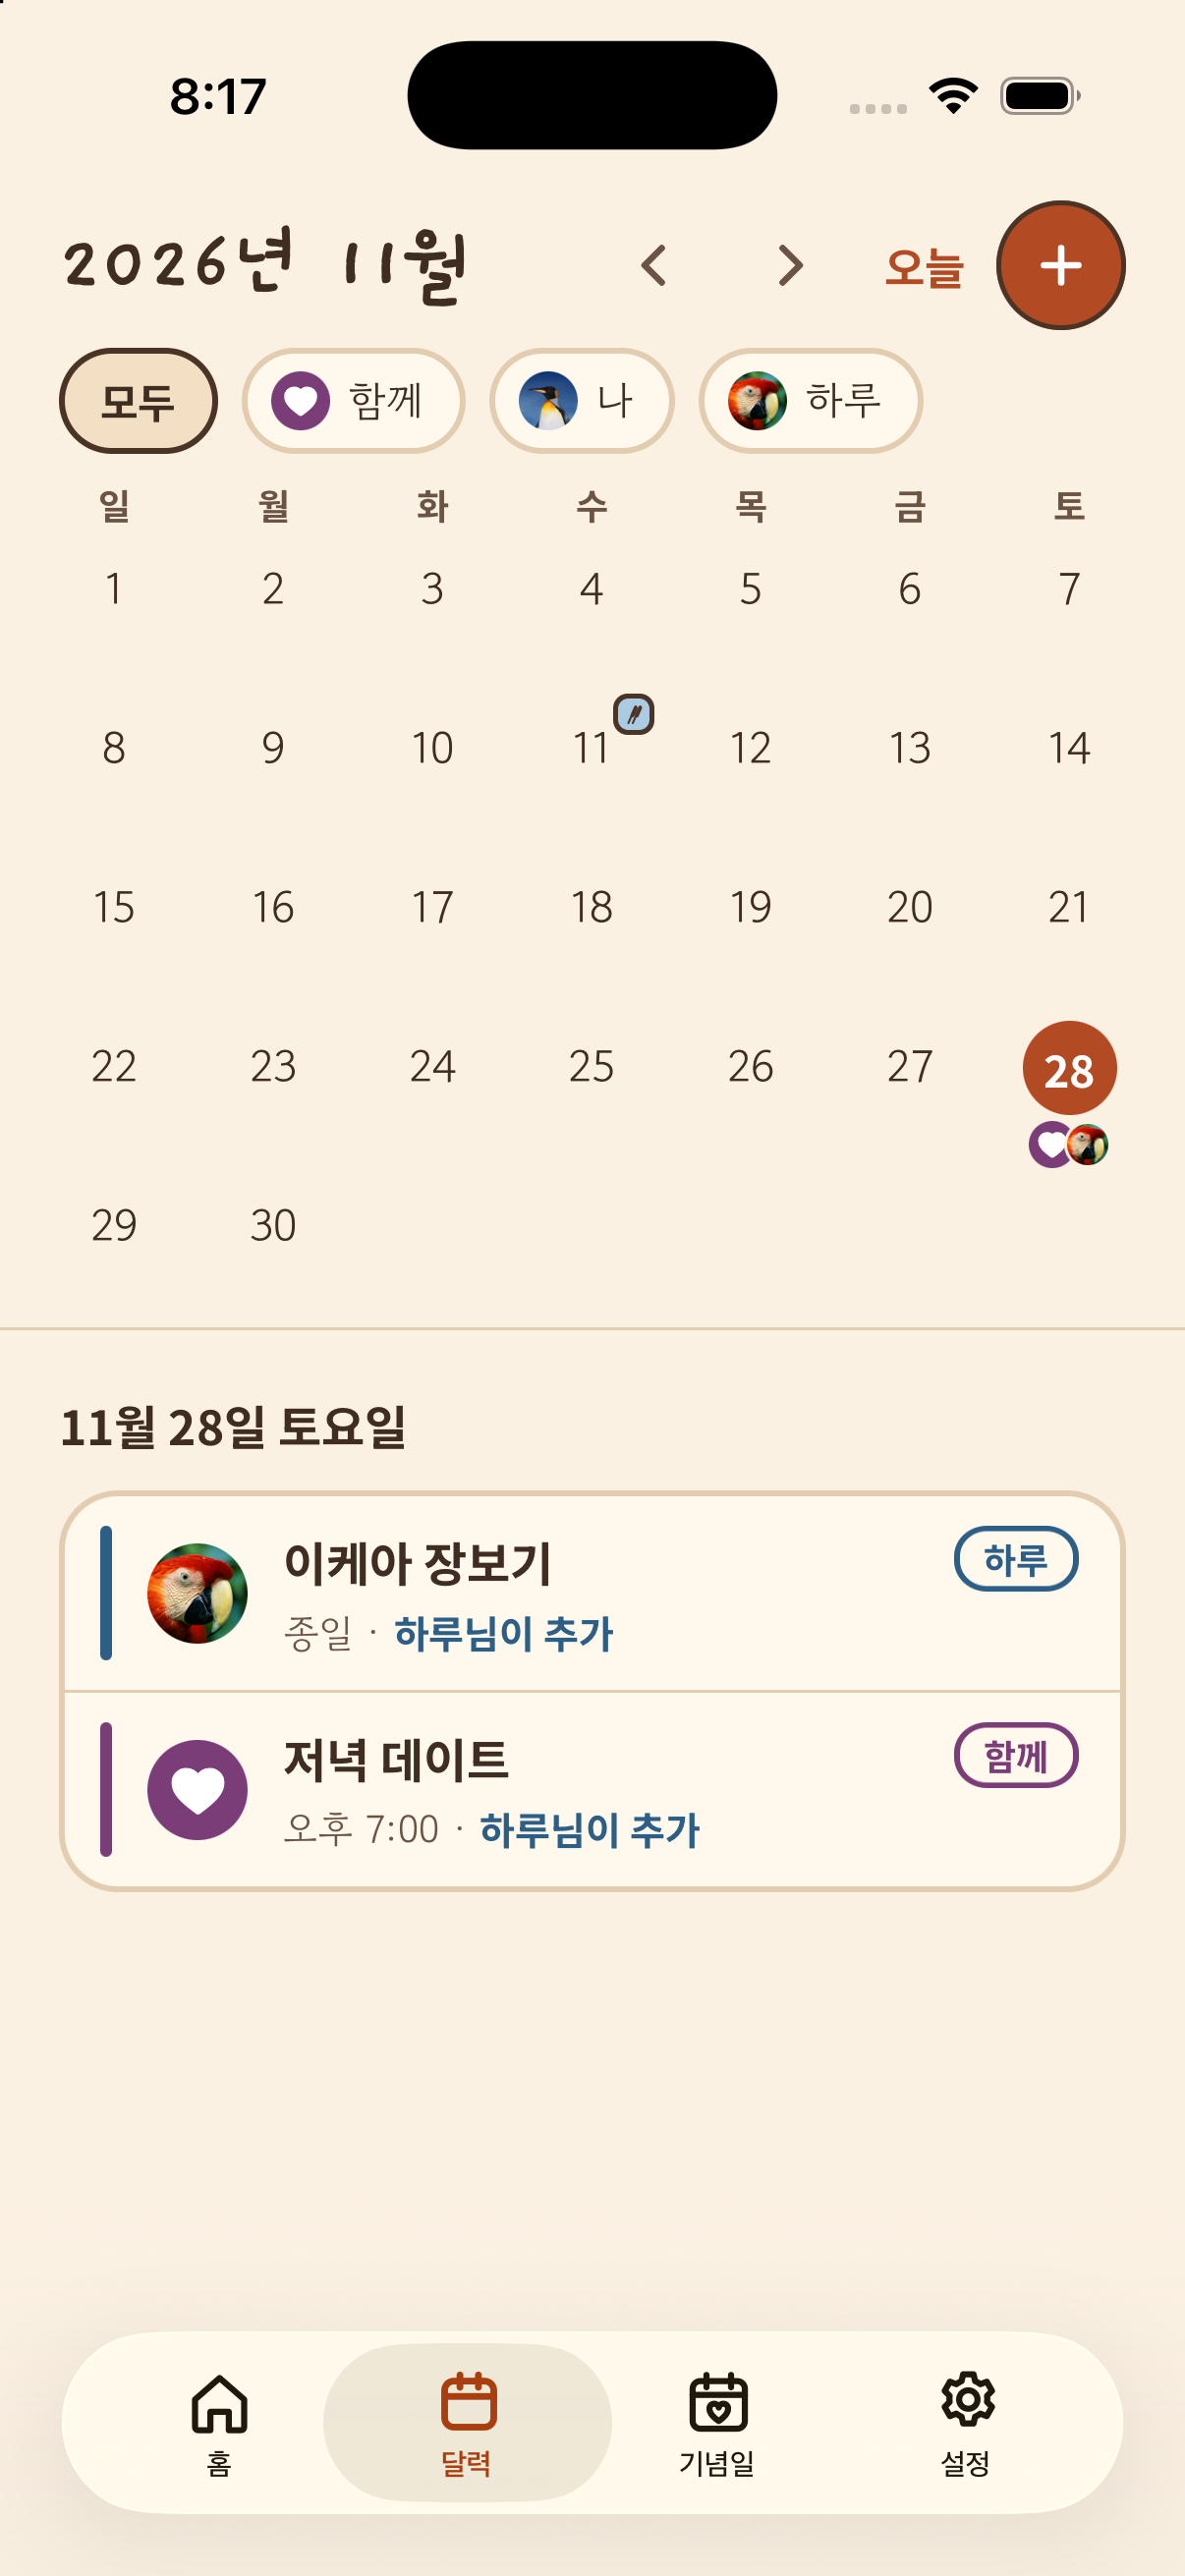 8:17
2026년 11월
오늘
모두 함께 나 하루
일 월 화 수 목 금 토
1 2 3 4 5 6 7
8 9 10 11 12 13 14
15 16 17 18 19 20 21
22 23 24 25 26 27 28
29 30
11월 28일 토요일
이케아 장보기 하루
종일 · 하루님이 추가
저녁 데이트 함께
오후 7:00 · 하루님이 추가
홈 달력 기념일 설정